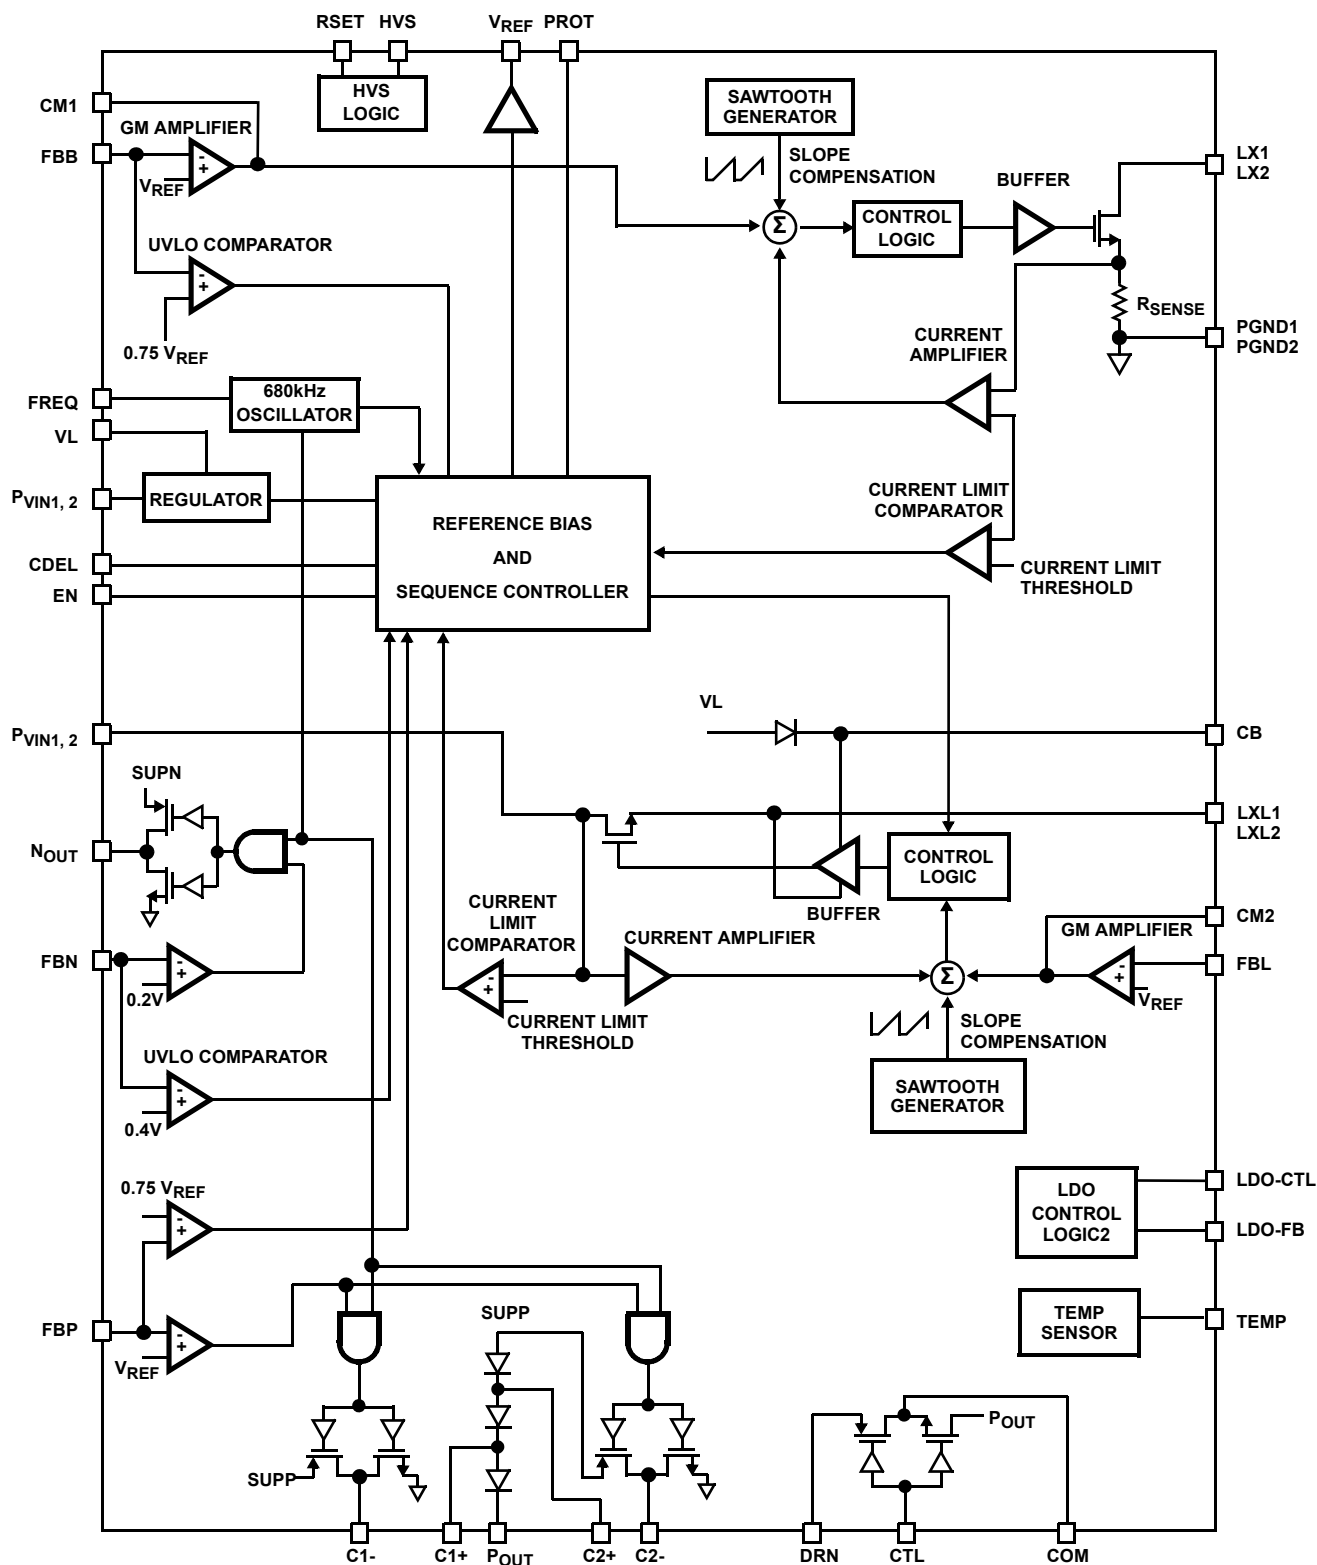 RSET HVS VREF PROT
HVS
LOGIC
CM1
GM AMPLIFIER
FBB
-
+
VREF
SAWTOOTH
GENERATOR
SLOPE
COMPENSATION
BUFFER
LX1
LX2
Σ
CONTROL
LOGIC
UVLO COMPARATOR
-
+
0.75 VREF
RSENSE
PGND1
PGND2
CURRENT
AMPLIFIER
FREQ
680kHz
OSCILLATOR
VL
PVIN1, 2
REGULATOR
CURRENT LIMIT
COMPARATOR
REFERENCE BIAS
AND
SEQUENCE CONTROLLER
CDEL
EN
CURRENT LIMIT
THRESHOLD
VL
PVIN1, 2
CB
SUPN
LXL1
LXL2
NOUT
CONTROL
LOGIC
BUFFER
CURRENT
LIMIT
COMPARATOR
CURRENT AMPLIFIER
CM2
GM AMPLIFIER
FBN
-
+
0.2V
-
+
Σ
-
+
FBL
VREF
CURRENT LIMIT
THRESHOLD
SLOPE
COMPENSATION
UVLO COMPARATOR
-
+
0.4V
SAWTOOTH
GENERATOR
0.75 VREF
-
+
LDO
CONTROL
LOGIC2
LDO-CTL
LDO-FB
FBP
-
+
VREF
SUPP
TEMP
SENSOR
TEMP
POUT
SUPP
C1- C1+ POUT C2+ C2- DRN CTL COM